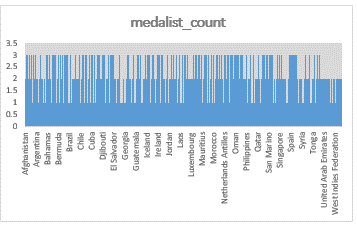 medalist_count
3.5
3
2.5
2
1.5
1
0.5
0
Afghanistan
Argentina
Bahamas
Bermuda
Brazil
Chile
Cuba
Djibouti
El Salvador
Georgia
Guatemala
Iceland
Ireland
Jordan
Laos
Luxembourg
Mauritius
Morocco
Netherlands Antilles
Oman
Philippines
Qatar
San Marino
Singapore
Spain
Syria
Tonga
United Arab Emirates
West Indies Federation